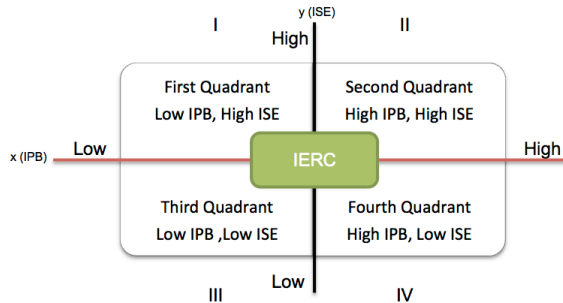 y (ISE)
I
II
High
First Quadrant
Low IPB, High ISE
Second Quadrant
High IPB, High ISE
x (IPB)
Low
IERC
High
Third Quadrant
Low IPB ,Low ISE
Fourth Quadrant
High IPB, Low ISE
Low
III
IV